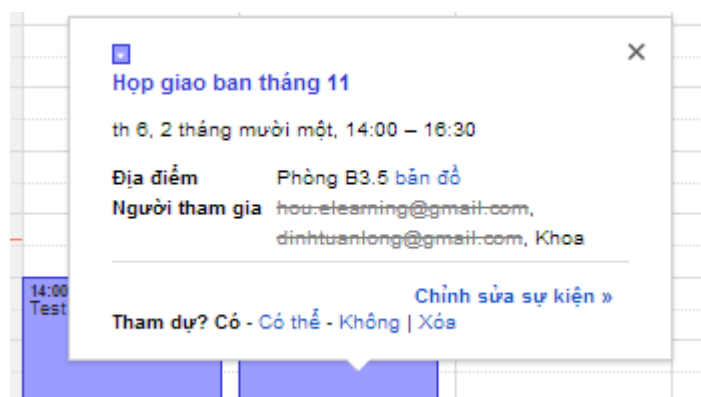 Họp giao ban tháng 11
th 6, 2 tháng mười một, 14:00 – 16:30
Địa điểm Phòng B3.5 bản đồ
Người tham gia hou.elearning@gmail.com,
dinhtuanlong@gmail.com, Khoa
14:00
Test
Chỉnh sửa sự kiện »
Tham dự? Có - Có thể - Không | Xóa